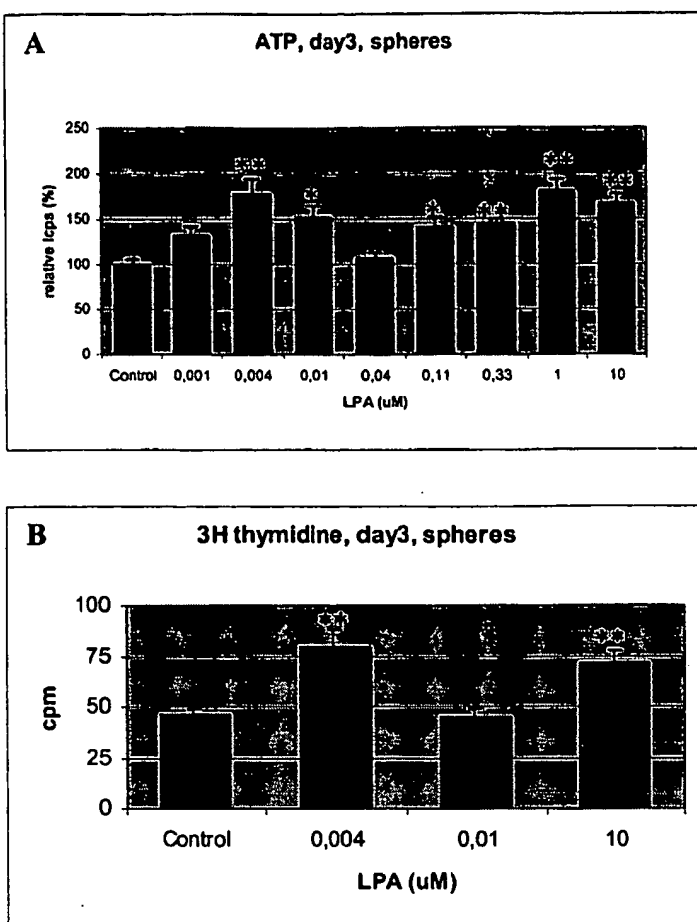 A
ATP, day3, spheres
relative lcps (%)
250
200
150
100
50
0
Control 0,001 0,004 0,01 0,04 0,11 0,33 1 10
LPA (uM)
B
3H thymidine, day3, spheres
cpm
100
75
50
25
0
Control 0,004 0,01 10
LPA (uM)